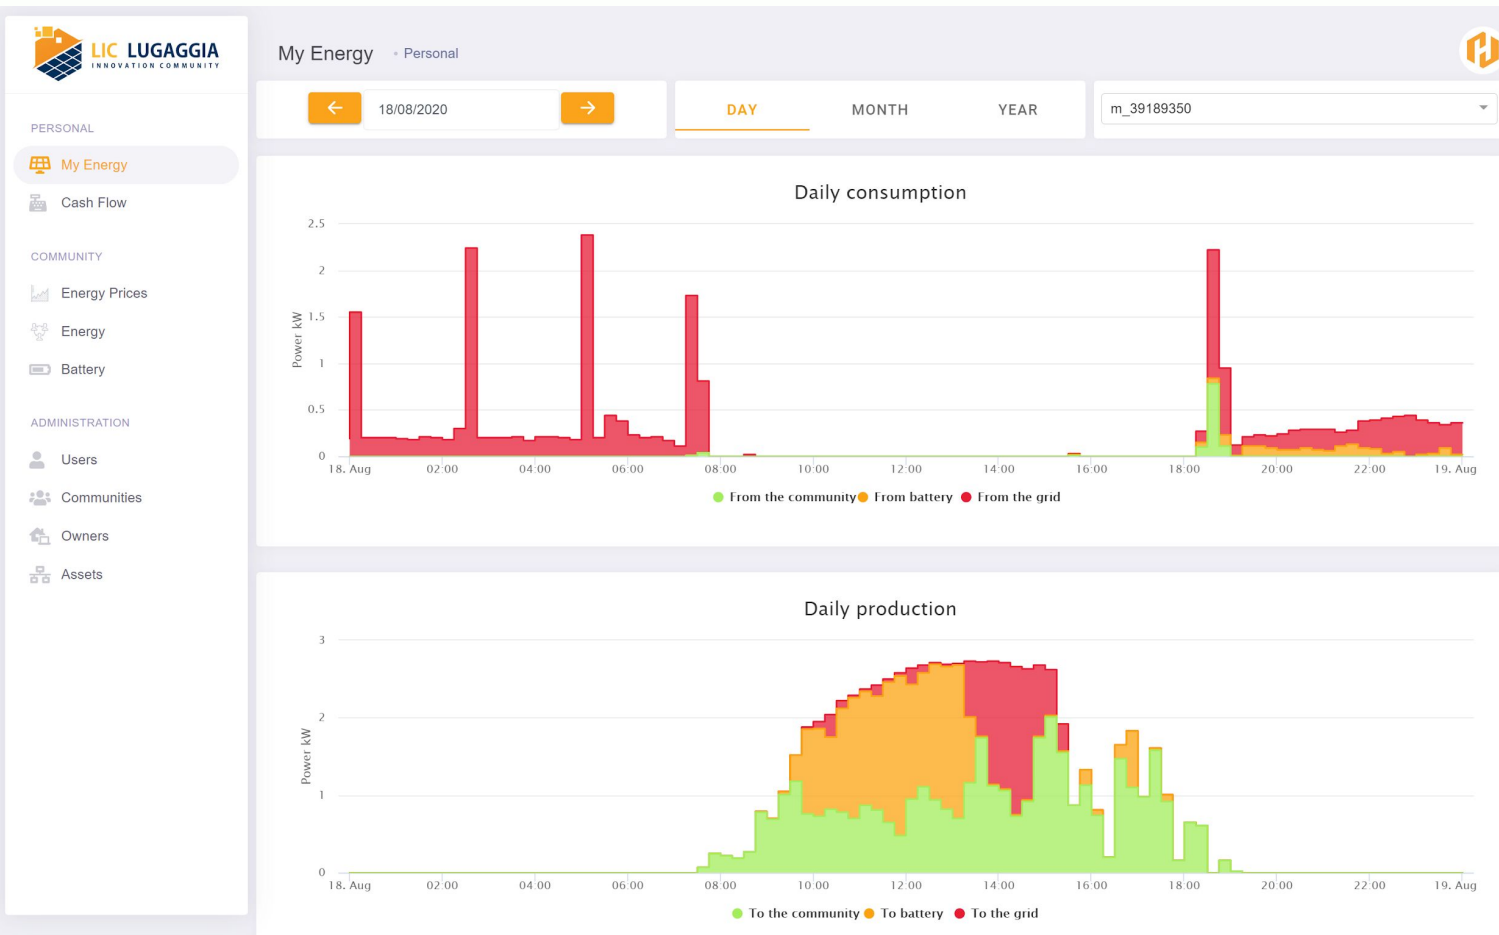 LIC LUGAGGIA
INNOVATION COMMUNITY
My Energy
Personal
18/08/2020
DAY
MONTH
YEAR
m_39189350
PERSONAL
My Energy
Cash Flow
COMMUNITY
Energy Prices
Energy
Battery
ADMINISTRATION
Users
Communities
Owners
Assets
Daily consumption
2.5
2
1.5
1
0.5
0
Power kW
18. Aug 02:00 04:00 06:00 08:00 10:00 12:00 14:00 16:00 18:00 20:00 22:00 19. Aug
From the community From battery From the grid
Daily production
3
2
1
0
Power kW
18. Aug 02:00 04:00 06:00 08:00 10:00 12:00 14:00 16:00 18:00 20:00 22:00 19. Aug
To the community To battery To the grid